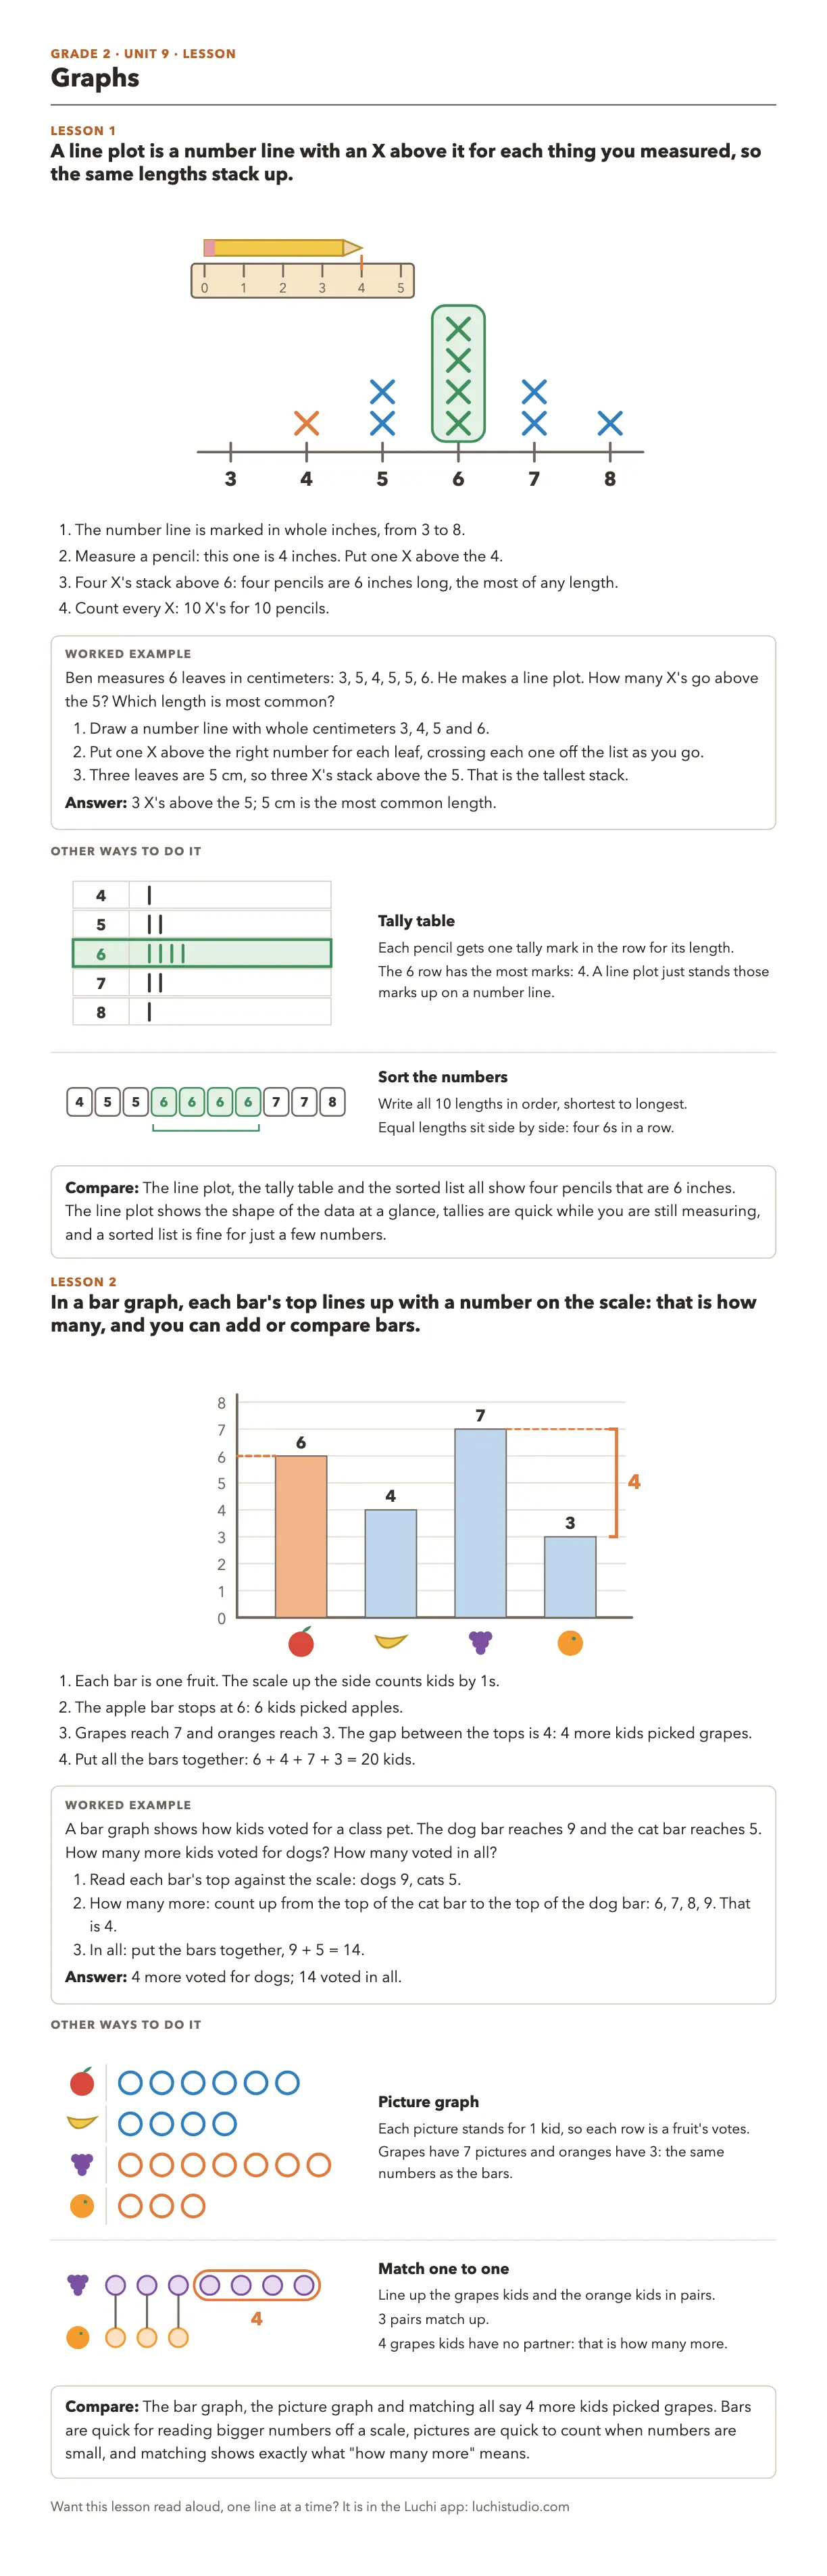 GRADE 2 · UNIT 9 · LESSON
Graphs
LESSON 1
A line plot is a number line with an X above it for each thing you measured, so
the same lengths stack up.
0 1 2 3 4 5
3 4 5 6 7 8
1. The number line is marked in whole inches, from 3 to 8.
2. Measure a pencil: this one is 4 inches. Put one X above the 4.
3. Four X's stack above 6: four pencils are 6 inches long, the most of any length.
4. Count every X: 10 X's for 10 pencils.
WORKED EXAMPLE
Ben measures 6 leaves in centimeters: 3, 5, 4, 5, 5, 6. He makes a line plot. How many X's go above
the 5? Which length is most common?
1. Draw a number line with whole centimeters 3, 4, 5 and 6.
2. Put one X above the right number for each leaf, crossing each one off the list as you go.
3. Three leaves are 5 cm, so three X's stack above the 5. That is the tallest stack.
Answer: 3 X's above the 5; 5 cm is the most common length.
OTHER WAYS TO DO IT
4
5
6
7
8
Tally table
Each pencil gets one tally mark in the row for its length.
The 6 row has the most marks: 4. A line plot just stands those
marks up on a number line.
4 5 5 6 6 6 6 7 7 8
Sort the numbers
Write all 10 lengths in order, shortest to longest.
Equal lengths sit side by side: four 6s in a row.
Compare: The line plot, the tally table and the sorted list all show four pencils that are 6 inches.
The line plot shows the shape of the data at a glance, tallies are quick while you are still measuring,
and a sorted list is fine for just a few numbers.
LESSON 2
In a bar graph, each bar's top lines up with a number on the scale: that is how
many, and you can add or compare bars.
8
7
6
5
4
3
2
1
0
6
4
7
3
4
1. Each bar is one fruit. The scale up the side counts kids by 1s.
2. The apple bar stops at 6: 6 kids picked apples.
3. Grapes reach 7 and oranges reach 3. The gap between the tops is 4: 4 more kids picked grapes.
4. Put all the bars together: 6 + 4 + 7 + 3 = 20 kids.
WORKED EXAMPLE
A bar graph shows how kids voted for a class pet. The dog bar reaches 9 and the cat bar reaches 5.
How many more kids voted for dogs? How many voted in all?
1. Read each bar's top against the scale: dogs 9, cats 5.
2. How many more: count up from the top of the cat bar to the top of the dog bar: 6, 7, 8, 9. That
is 4.
3. In all: put the bars together, 9 + 5 = 14.
Answer: 4 more voted for dogs; 14 voted in all.
OTHER WAYS TO DO IT
Picture graph
Each picture stands for 1 kid, so each row is a fruit's votes.
Grapes have 7 pictures and oranges have 3: the same
numbers as the bars.
4
Match one to one
Line up the grapes kids and the orange kids in pairs.
3 pairs match up.
4 grapes kids have no partner: that is how many more.
Compare: The bar graph, the picture graph and matching all say 4 more kids picked grapes. Bars
are quick for reading bigger numbers off a scale, pictures are quick to count when numbers are
small, and matching shows exactly what "how many more" means.
Want this lesson read aloud, one line at a time? It is in the Luchi app: luchistudio.com